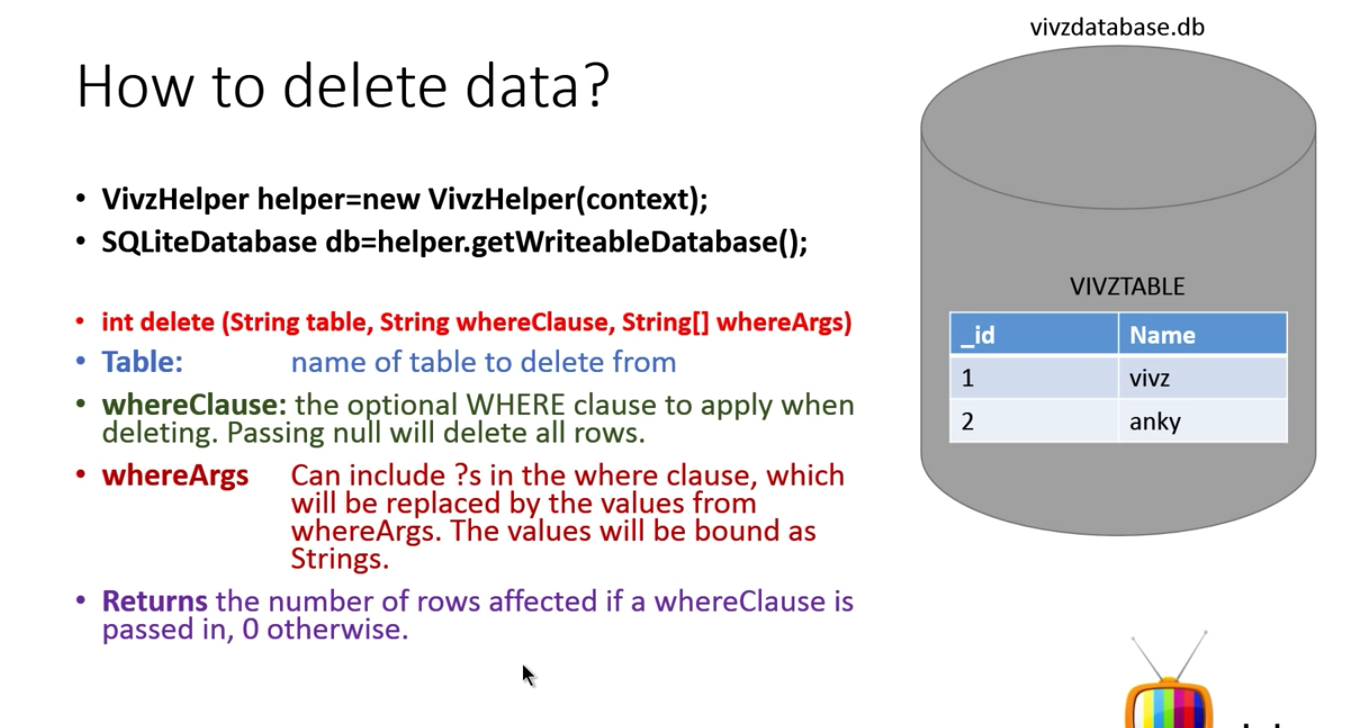 vivzdatabase.db
How to delete data?
• VivzHelper helper=new VivzHelper(context);
• SQLiteDatabase db=helper.getWriteableDatabase();
• int delete (String table, String whereClause, String[] whereArgs)
• Table: name of table to delete from
• whereClause: the optional WHERE clause to apply when
deleting. Passing null will delete all rows.
• whereArgs Can include ?s in the where clause, which
will be replaced by the values from
whereArgs. The values will be bound as
Strings.
• Returns the number of rows affected if a whereClause is
passed in, 0 otherwise.
VIVZTABLE
_id Name
1 vivz
2 anky